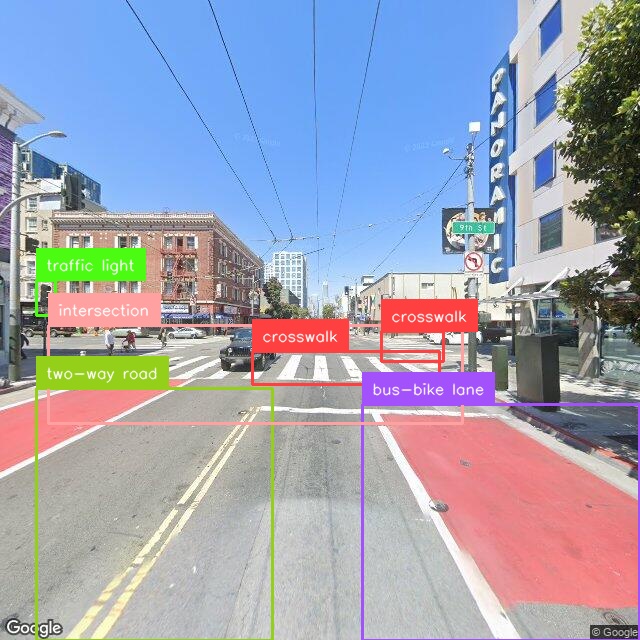 PANORAMIC
9th St
traffic light
intersection
crosswalk
crosswalk
two-way road
bus-bike lane
Google
© Google